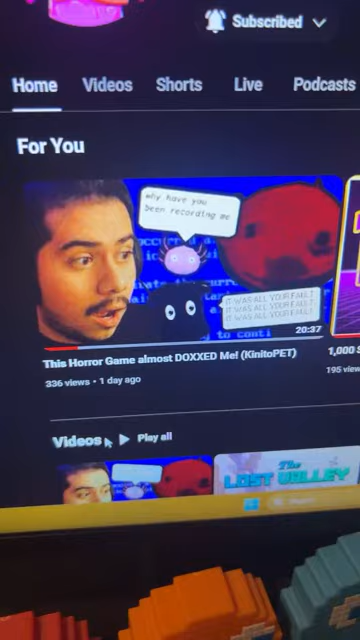 Subscribed
Home Videos Shorts Live Podcasts
For You
why have you
been recording me
IT WAS ALL YOUR FAULT
IT WAS ALL YOUR FAULT
IT WAS ALL YOUR FAULT
to conti
20:37
This Horror Game almost DOXXED Me! (KinitoPET)
336 views • 1 day ago
1,000
195 view
Videos Play all
The
LOST VALLEY